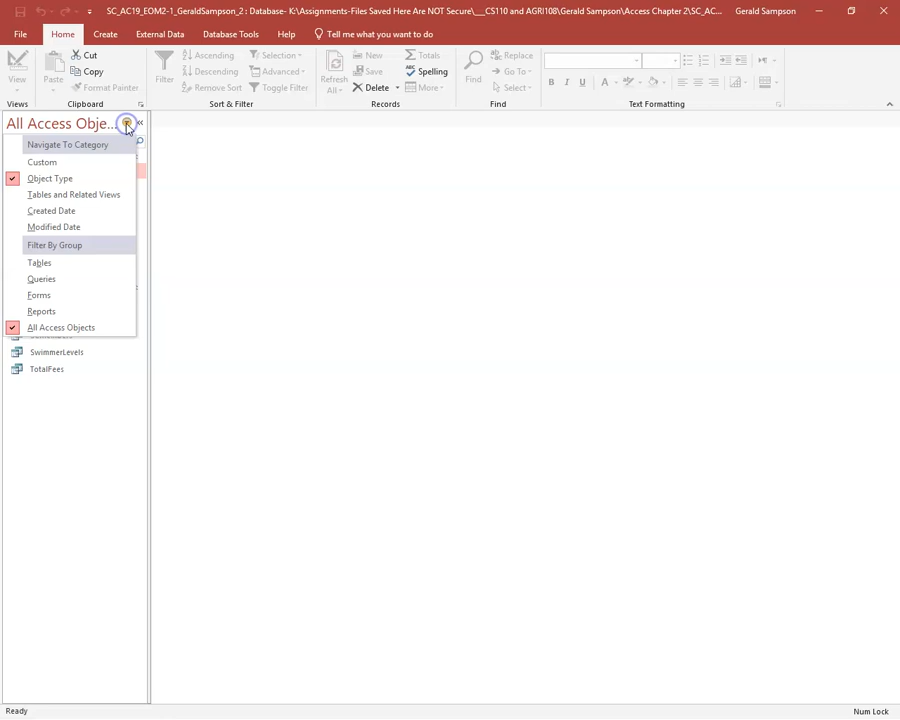 SC_AC19_EOM2-1_GeraldSampson_2 : Database- K:\Assignments-Files Saved Here Are NOT Secure\___CS110 and AGRI108\Gerald Sampson\Access Chapter 2\SC_AC... Gerald Sampson
File Home Create External Data Database Tools Help Tell me what you want to do
View
Views
Paste
Cut
Copy
Format Painter
Clipboard
Filter
Ascending
Descending
Remove Sort
Selection
Advanced
Toggle Filter
Sort & Filter
Refresh All
New
Save
Delete
Totals
Spelling
More
Records
Find
Replace
Go To
Select
Find
B I U A
Text Formatting
All Access Obje...
Navigate To Category
Custom
Object Type
Tables and Related Views
Created Date
Modified Date
Filter By Group
Tables
Queries
Forms
Reports
All Access Objects
SwimmerLevels
TotalFees
Ready Num Lock